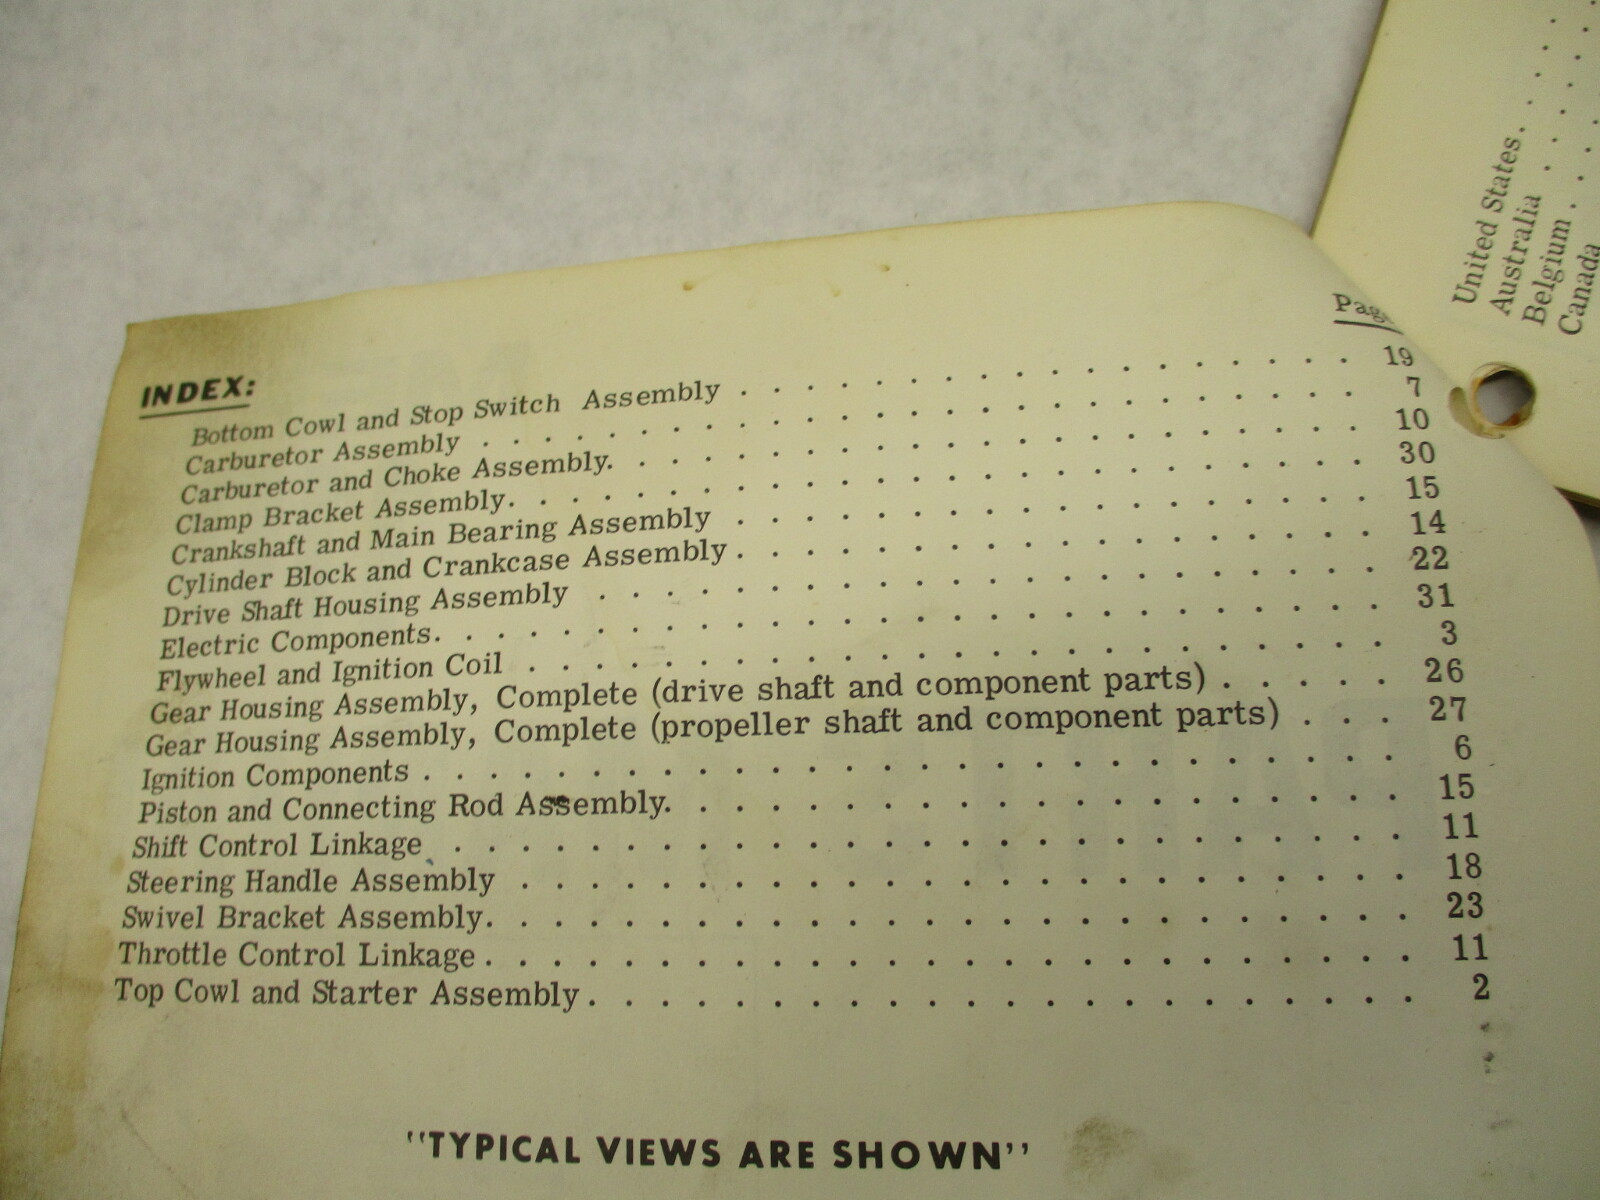 INDEX:
Page
Bottom Cowl and Stop Switch Assembly . . . . . . . . . . . . . . . . . . . 19
Carburetor Assembly . . . . . . . . . . . . . . . . . . . . . . . . . . . 7
Carburetor and Choke Assembly. . . . . . . . . . . . . . . . . . . . . . . 10
Clamp Bracket Assembly. . . . . . . . . . . . . . . . . . . . . . . . . . 30
Crankshaft and Main Bearing Assembly . . . . . . . . . . . . . . . . . . . 15
Cylinder Block and Crankcase Assembly. . . . . . . . . . . . . . . . . . . 14
Drive Shaft Housing Assembly . . . . . . . . . . . . . . . . . . . . . . . 22
Electric Components. . . . . . . . . . . . . . . . . . . . . . . . . . . . 31
Flywheel and Ignition Coil . . . . . . . . . . . . . . . . . . . . . . . . 3
Gear Housing Assembly, Complete (drive shaft and component parts) . . . . . 26
Gear Housing Assembly, Complete (propeller shaft and component parts) . . . 27
Ignition Components . . . . . . . . . . . . . . . . . . . . . . . . . . . 6
Piston and Connecting Rod Assembly. . . . . . . . . . . . . . . . . . . . . 15
Shift Control Linkage . . . . . . . . . . . . . . . . . . . . . . . . . . 11
Steering Handle Assembly . . . . . . . . . . . . . . . . . . . . . . . . . 18
Swivel Bracket Assembly. . . . . . . . . . . . . . . . . . . . . . . . . . 23
Throttle Control Linkage . . . . . . . . . . . . . . . . . . . . . . . . . 11
Top Cowl and Starter Assembly . . . . . . . . . . . . . . . . . . . . . . . 2
"TYPICAL VIEWS ARE SHOWN"
United States. . .
Australia . . . .
Belgium . . . .
Canada